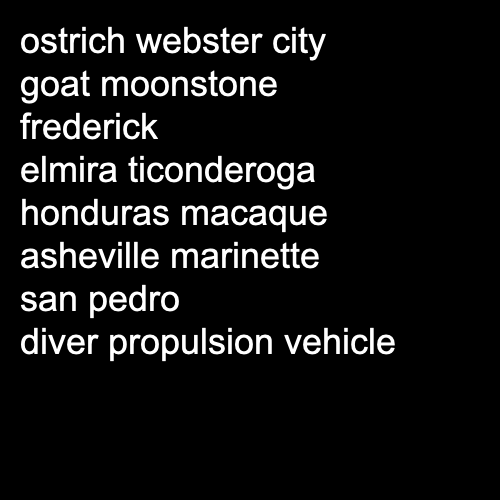 ostrich webster city
goat moonstone
frederick
elmira ticonderoga
honduras macaque
asheville marinette
san pedro
diver propulsion vehicle